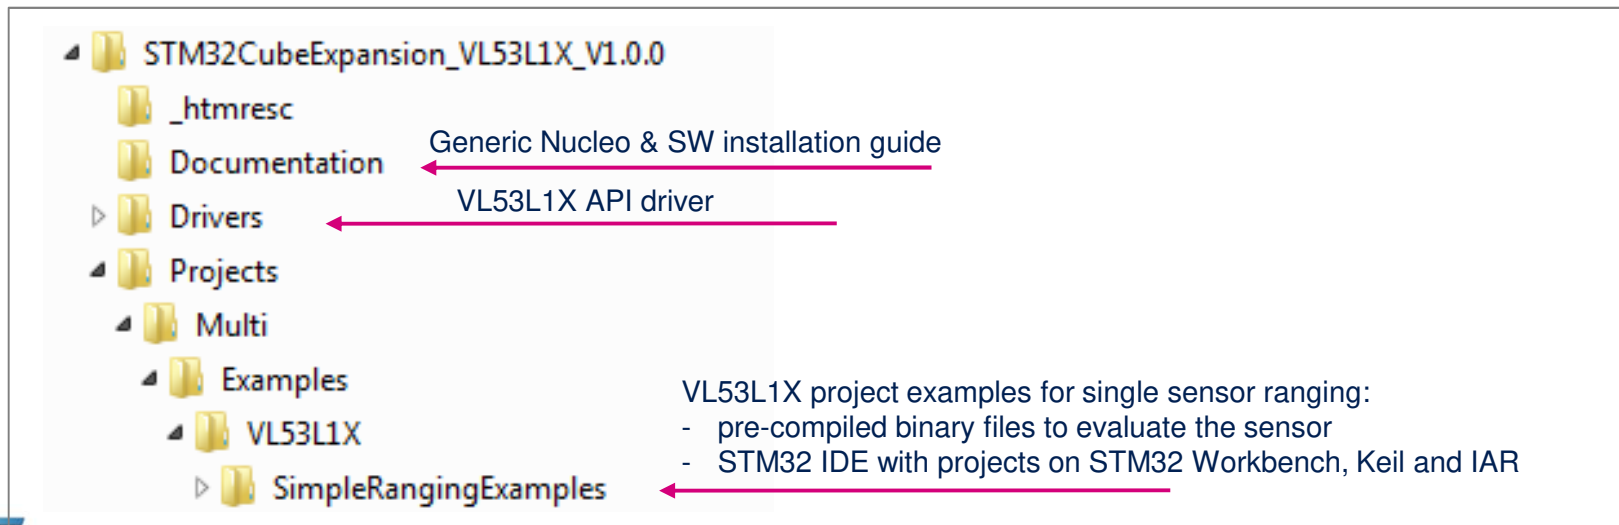 STM32CubeExpansion_VL53L1X_V1.0.0
_htmresc
Generic Nucleo & SW installation guide
Documentation
VL53L1X API driver
Drivers
Projects
Multi
Examples
VL53L1X project examples for single sensor ranging:
- pre-compiled binary files to evaluate the sensor
VL53L1X
- STM32 IDE with projects on STM32 Workbench, Keil and IAR
SimpleRangingExamples